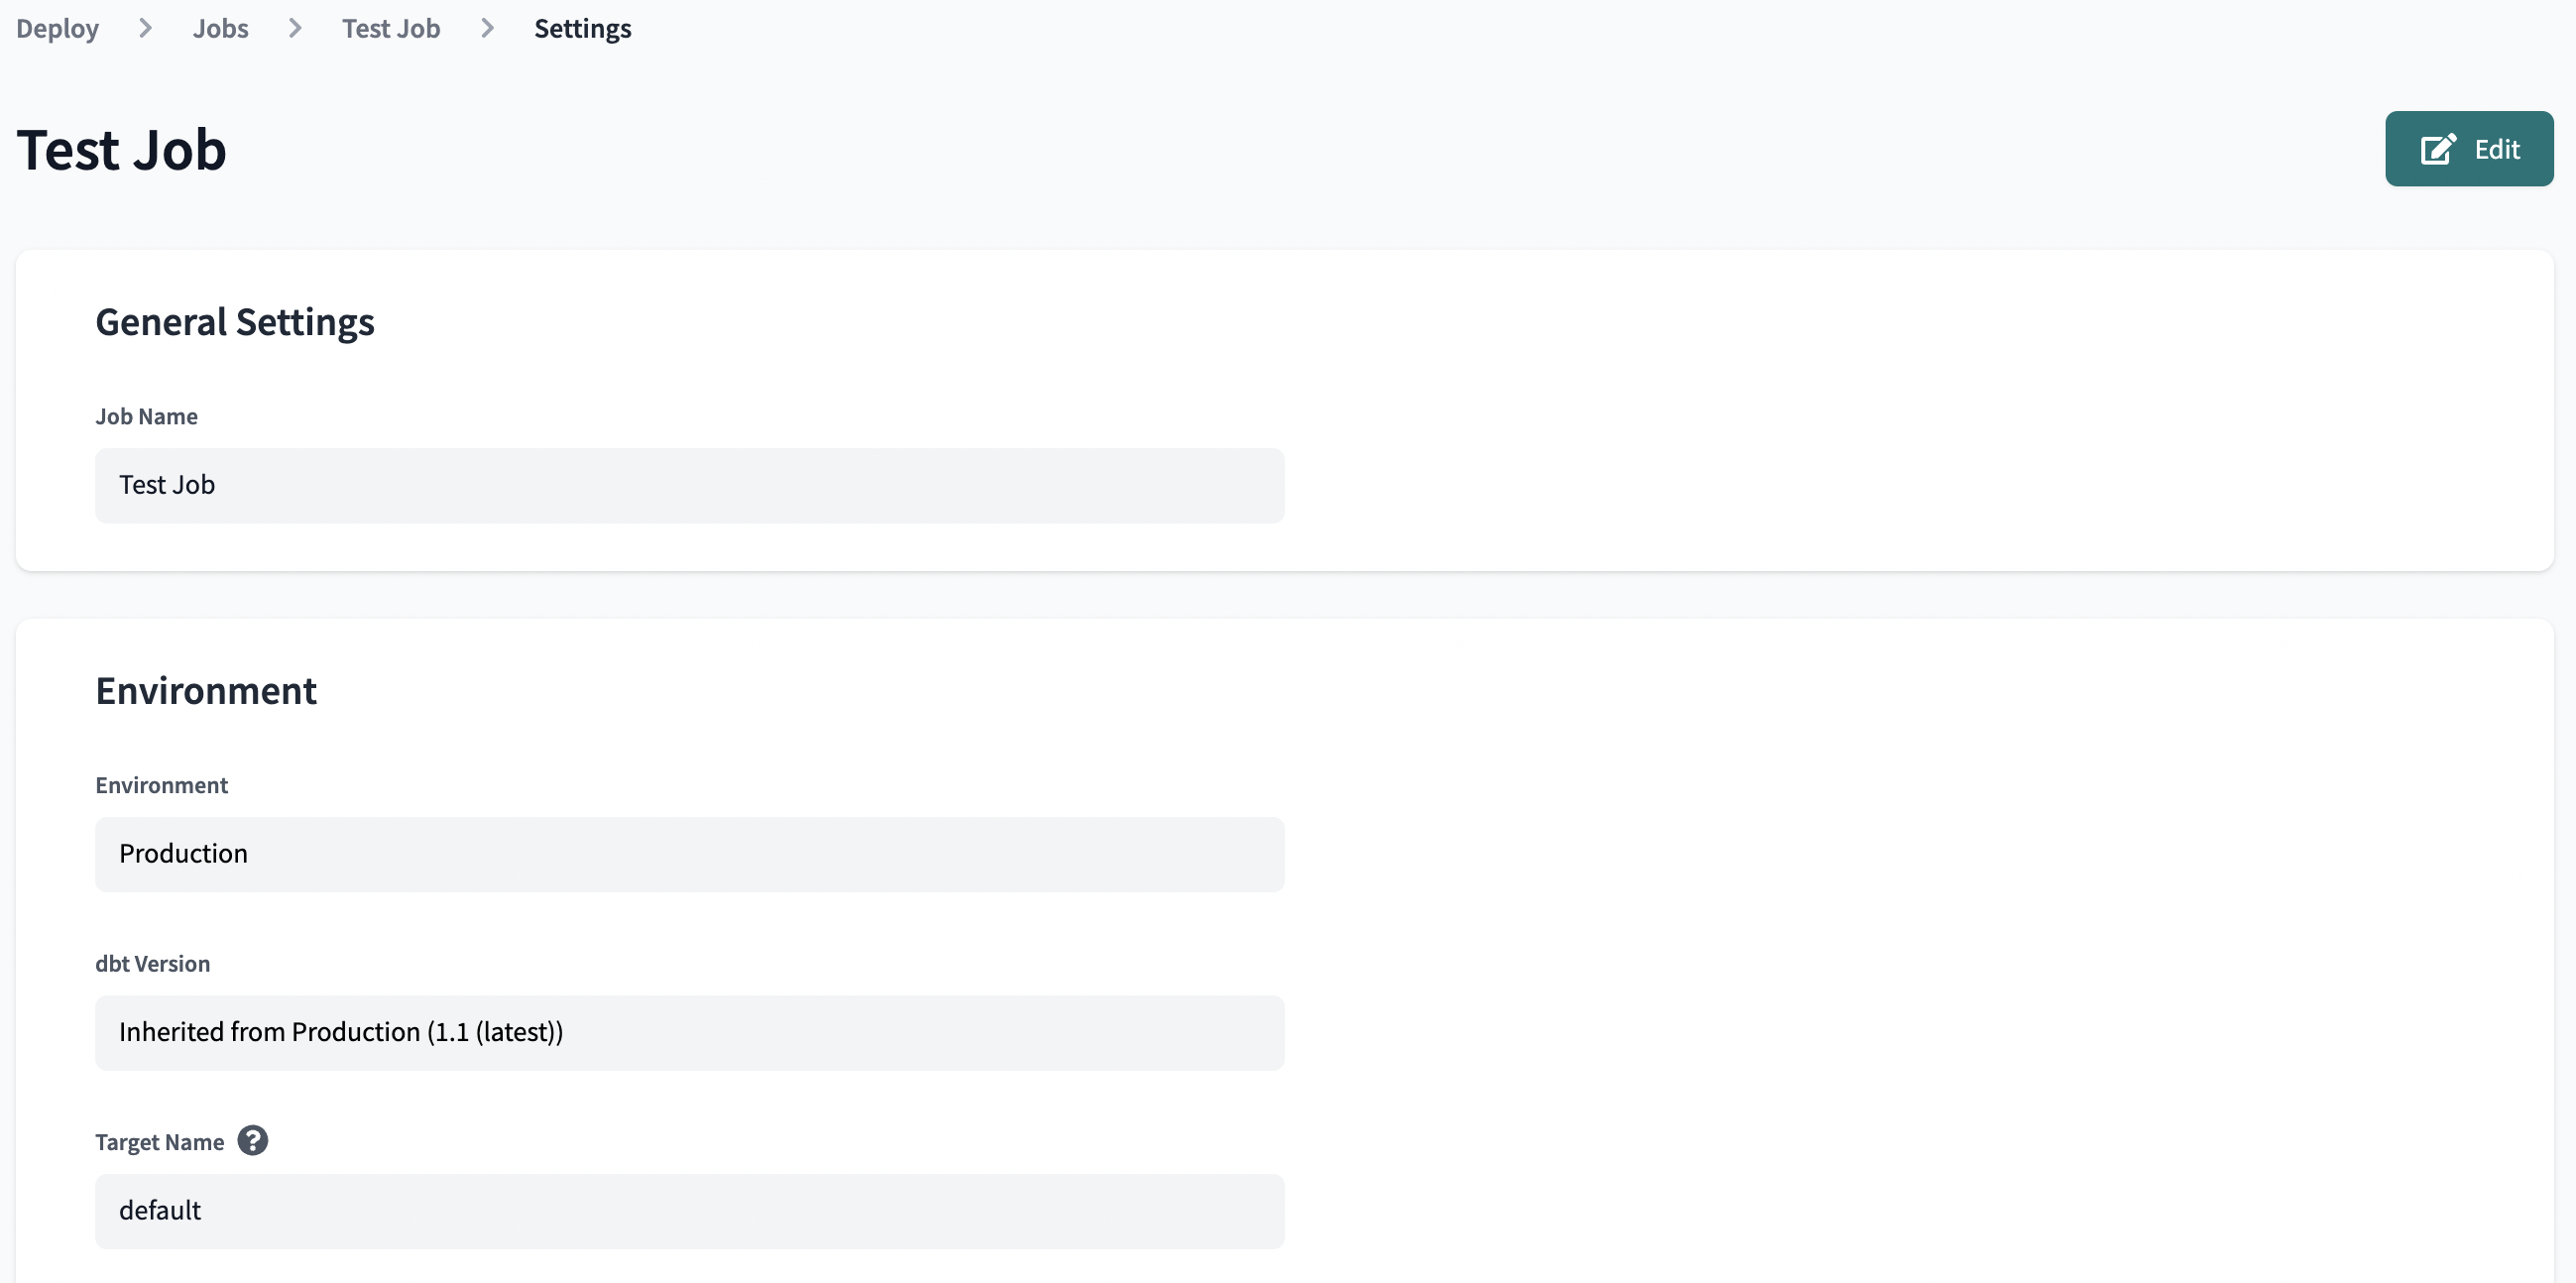 Deploy > Jobs > Test Job > Settings
Test Job
Edit
General Settings
Job Name
Test Job
Environment
Environment
Production
dbt Version
Inherited from Production (1.1 (latest))
Target Name ?
default